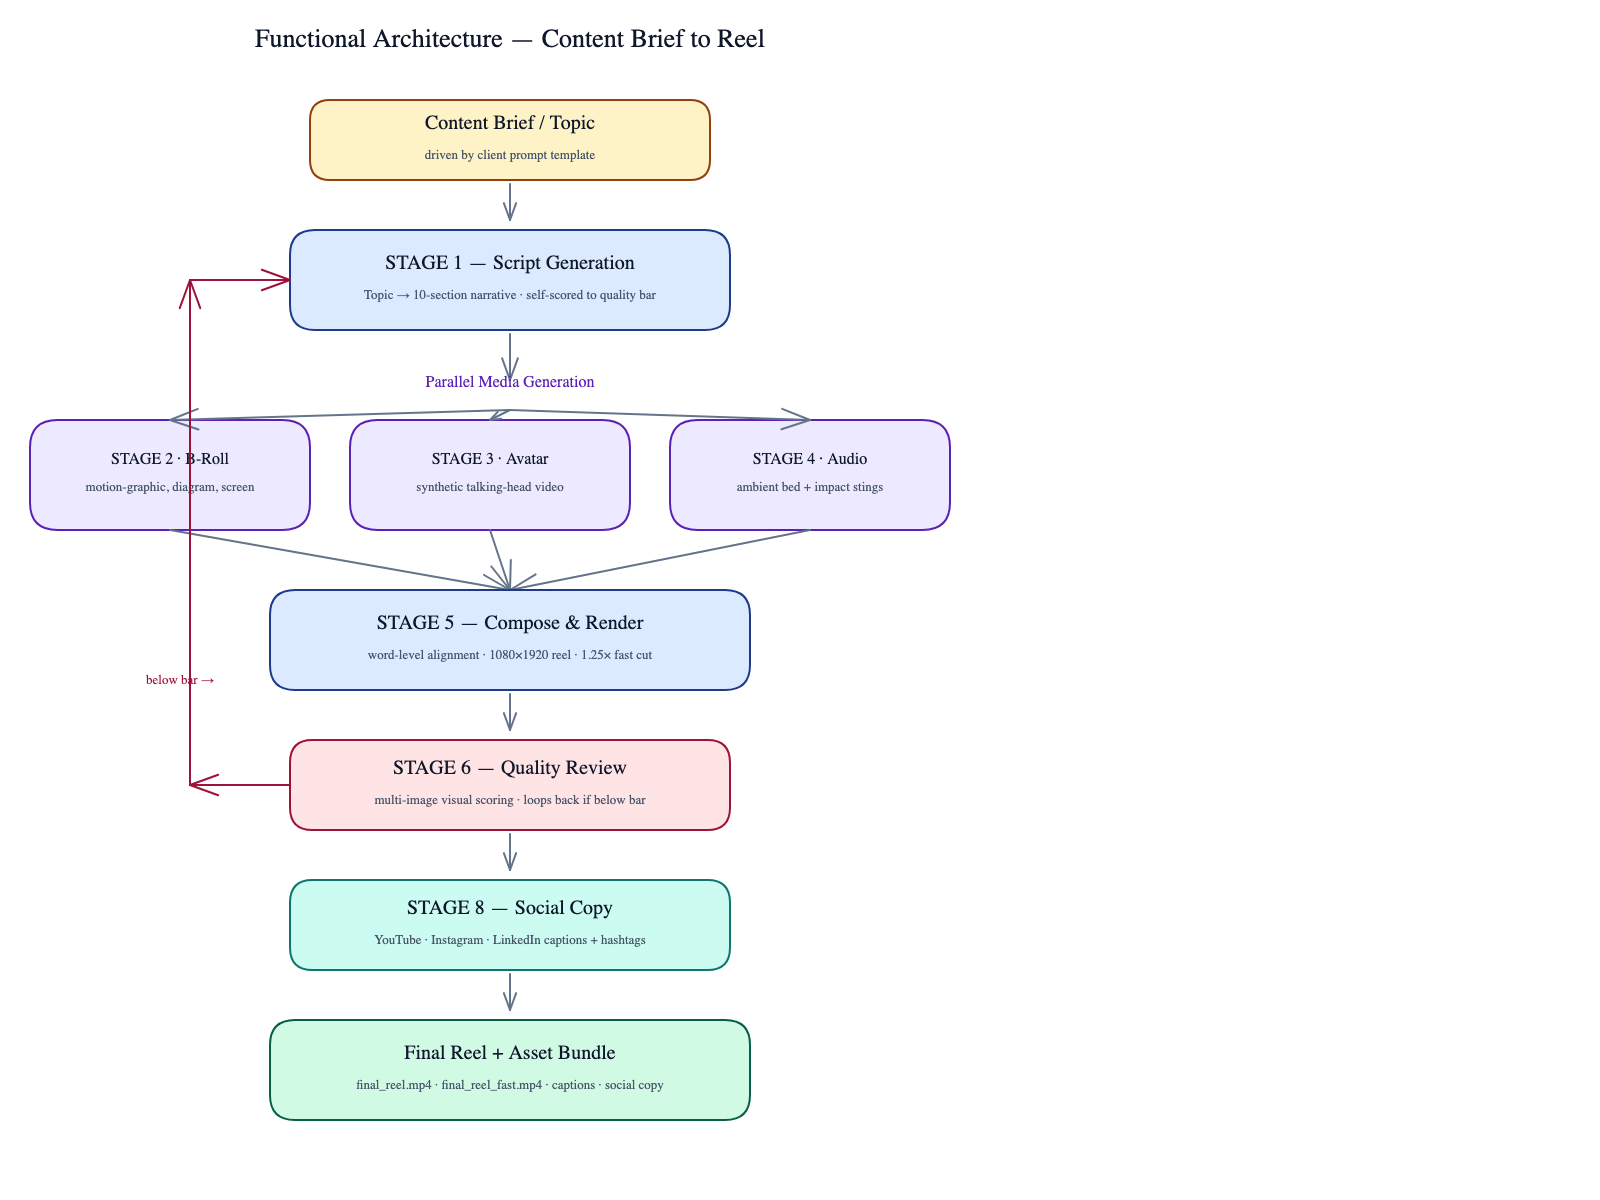 Functional Architecture — Content Brief to Reel
Content Brief / Topic
driven by client prompt template
STAGE 1 — Script Generation
Topic → 10-section narrative · self-scored to quality bar
Parallel Media Generation
STAGE 2 · B-Roll
motion-graphic, diagram, screen
STAGE 3 · Avatar
synthetic talking-head video
STAGE 4 · Audio
ambient bed + impact stings
STAGE 5 — Compose & Render
word-level alignment · 1080×1920 reel · 1.25× fast cut
below bar →
STAGE 6 — Quality Review
multi-image visual scoring · loops back if below bar
STAGE 8 — Social Copy
YouTube · Instagram · LinkedIn captions + hashtags
Final Reel + Asset Bundle
final_reel.mp4 · final_reel_fast.mp4 · captions · social copy